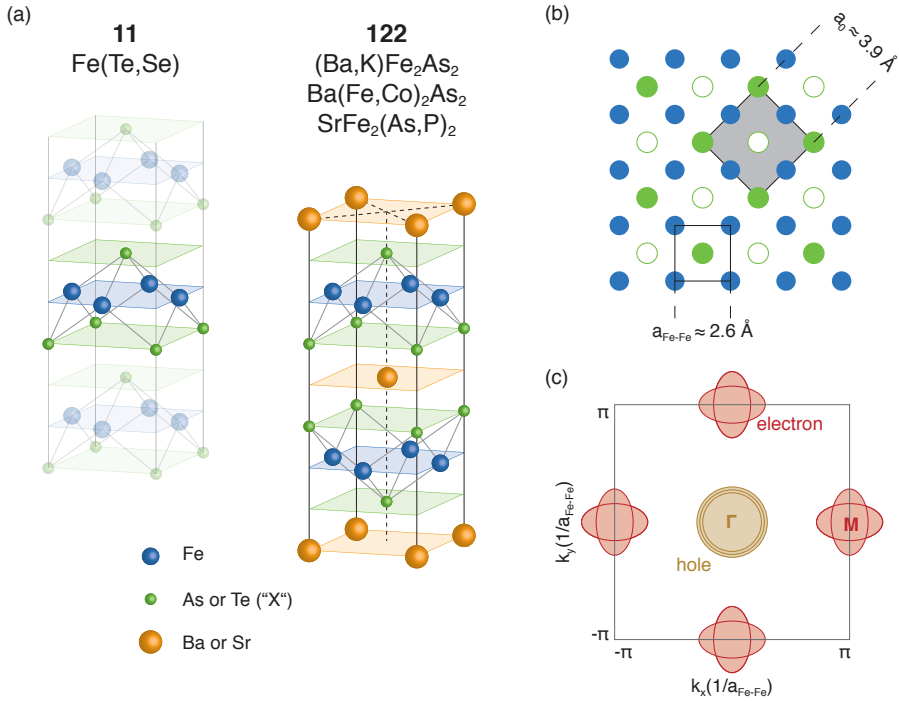 (a)
11
Fe(Te,Se)
122
(Ba,K)Fe₂As₂
Ba(Fe,Co)₂As₂
SrFe₂(As,P)₂
Fe
As or Te ("X“)
Ba or Sr
(b)
a₀ ≈ 3.9 Å
a_Fe-Fe ≈ 2.6 Å
(c)
π
electron
k_y(1/a_Fe-Fe)
Γ
M
hole
-π
-π
π
k_x(1/a_Fe-Fe)